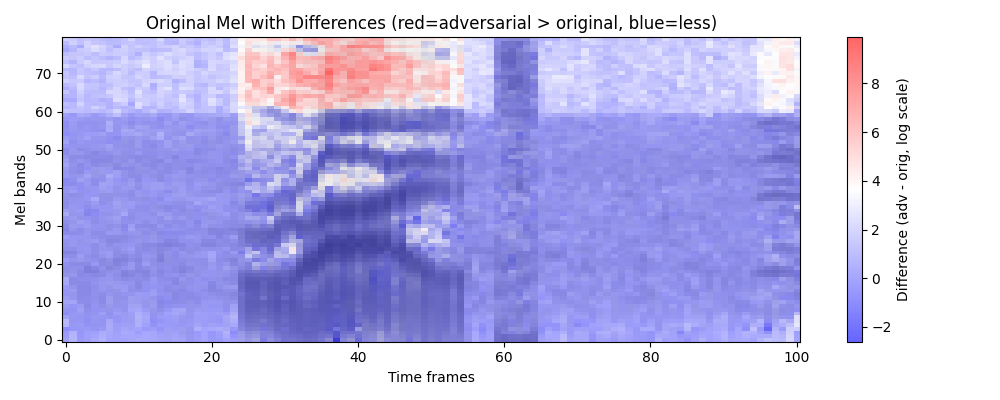 Original Mel with Differences (red=adversarial > original, blue=less)
Mel bands
70
60
50
40
30
20
10
0
0 20 40 60 80 100
Time frames
8
6
4
2
0
−2
Difference (adv - orig, log scale)